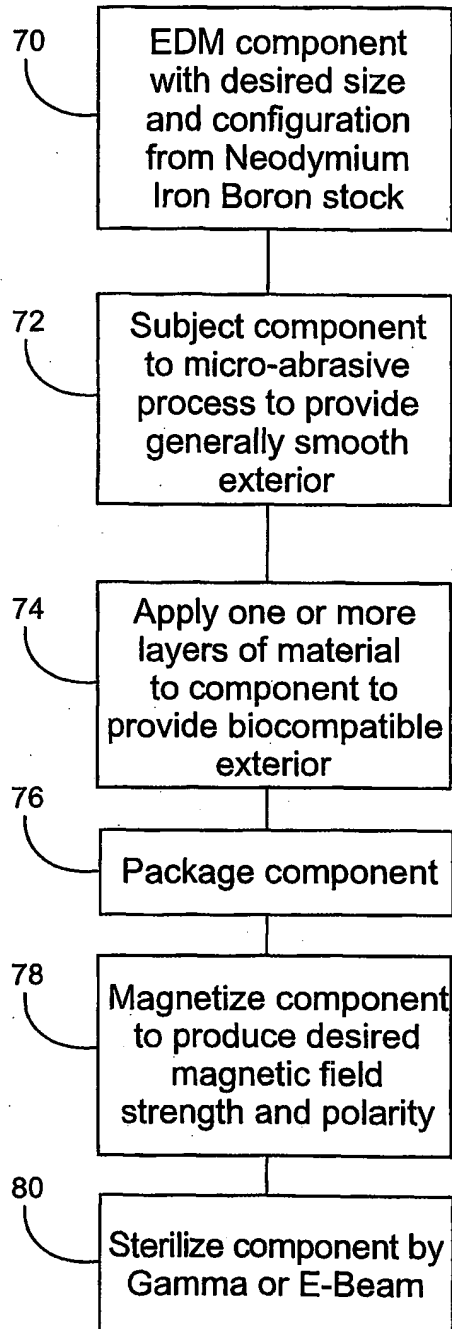 70
EDM component
with desired size
and configuration
from Neodymium
Iron Boron stock
72
Subject component
to micro-abrasive
process to provide
generally smooth
exterior
74
Apply one or more
layers of material
to component to
provide biocompatible
exterior
76
Package component
78
Magnetize component
to produce desired
magnetic field
strength and polarity
80
Sterilize component by
Gamma or E-Beam